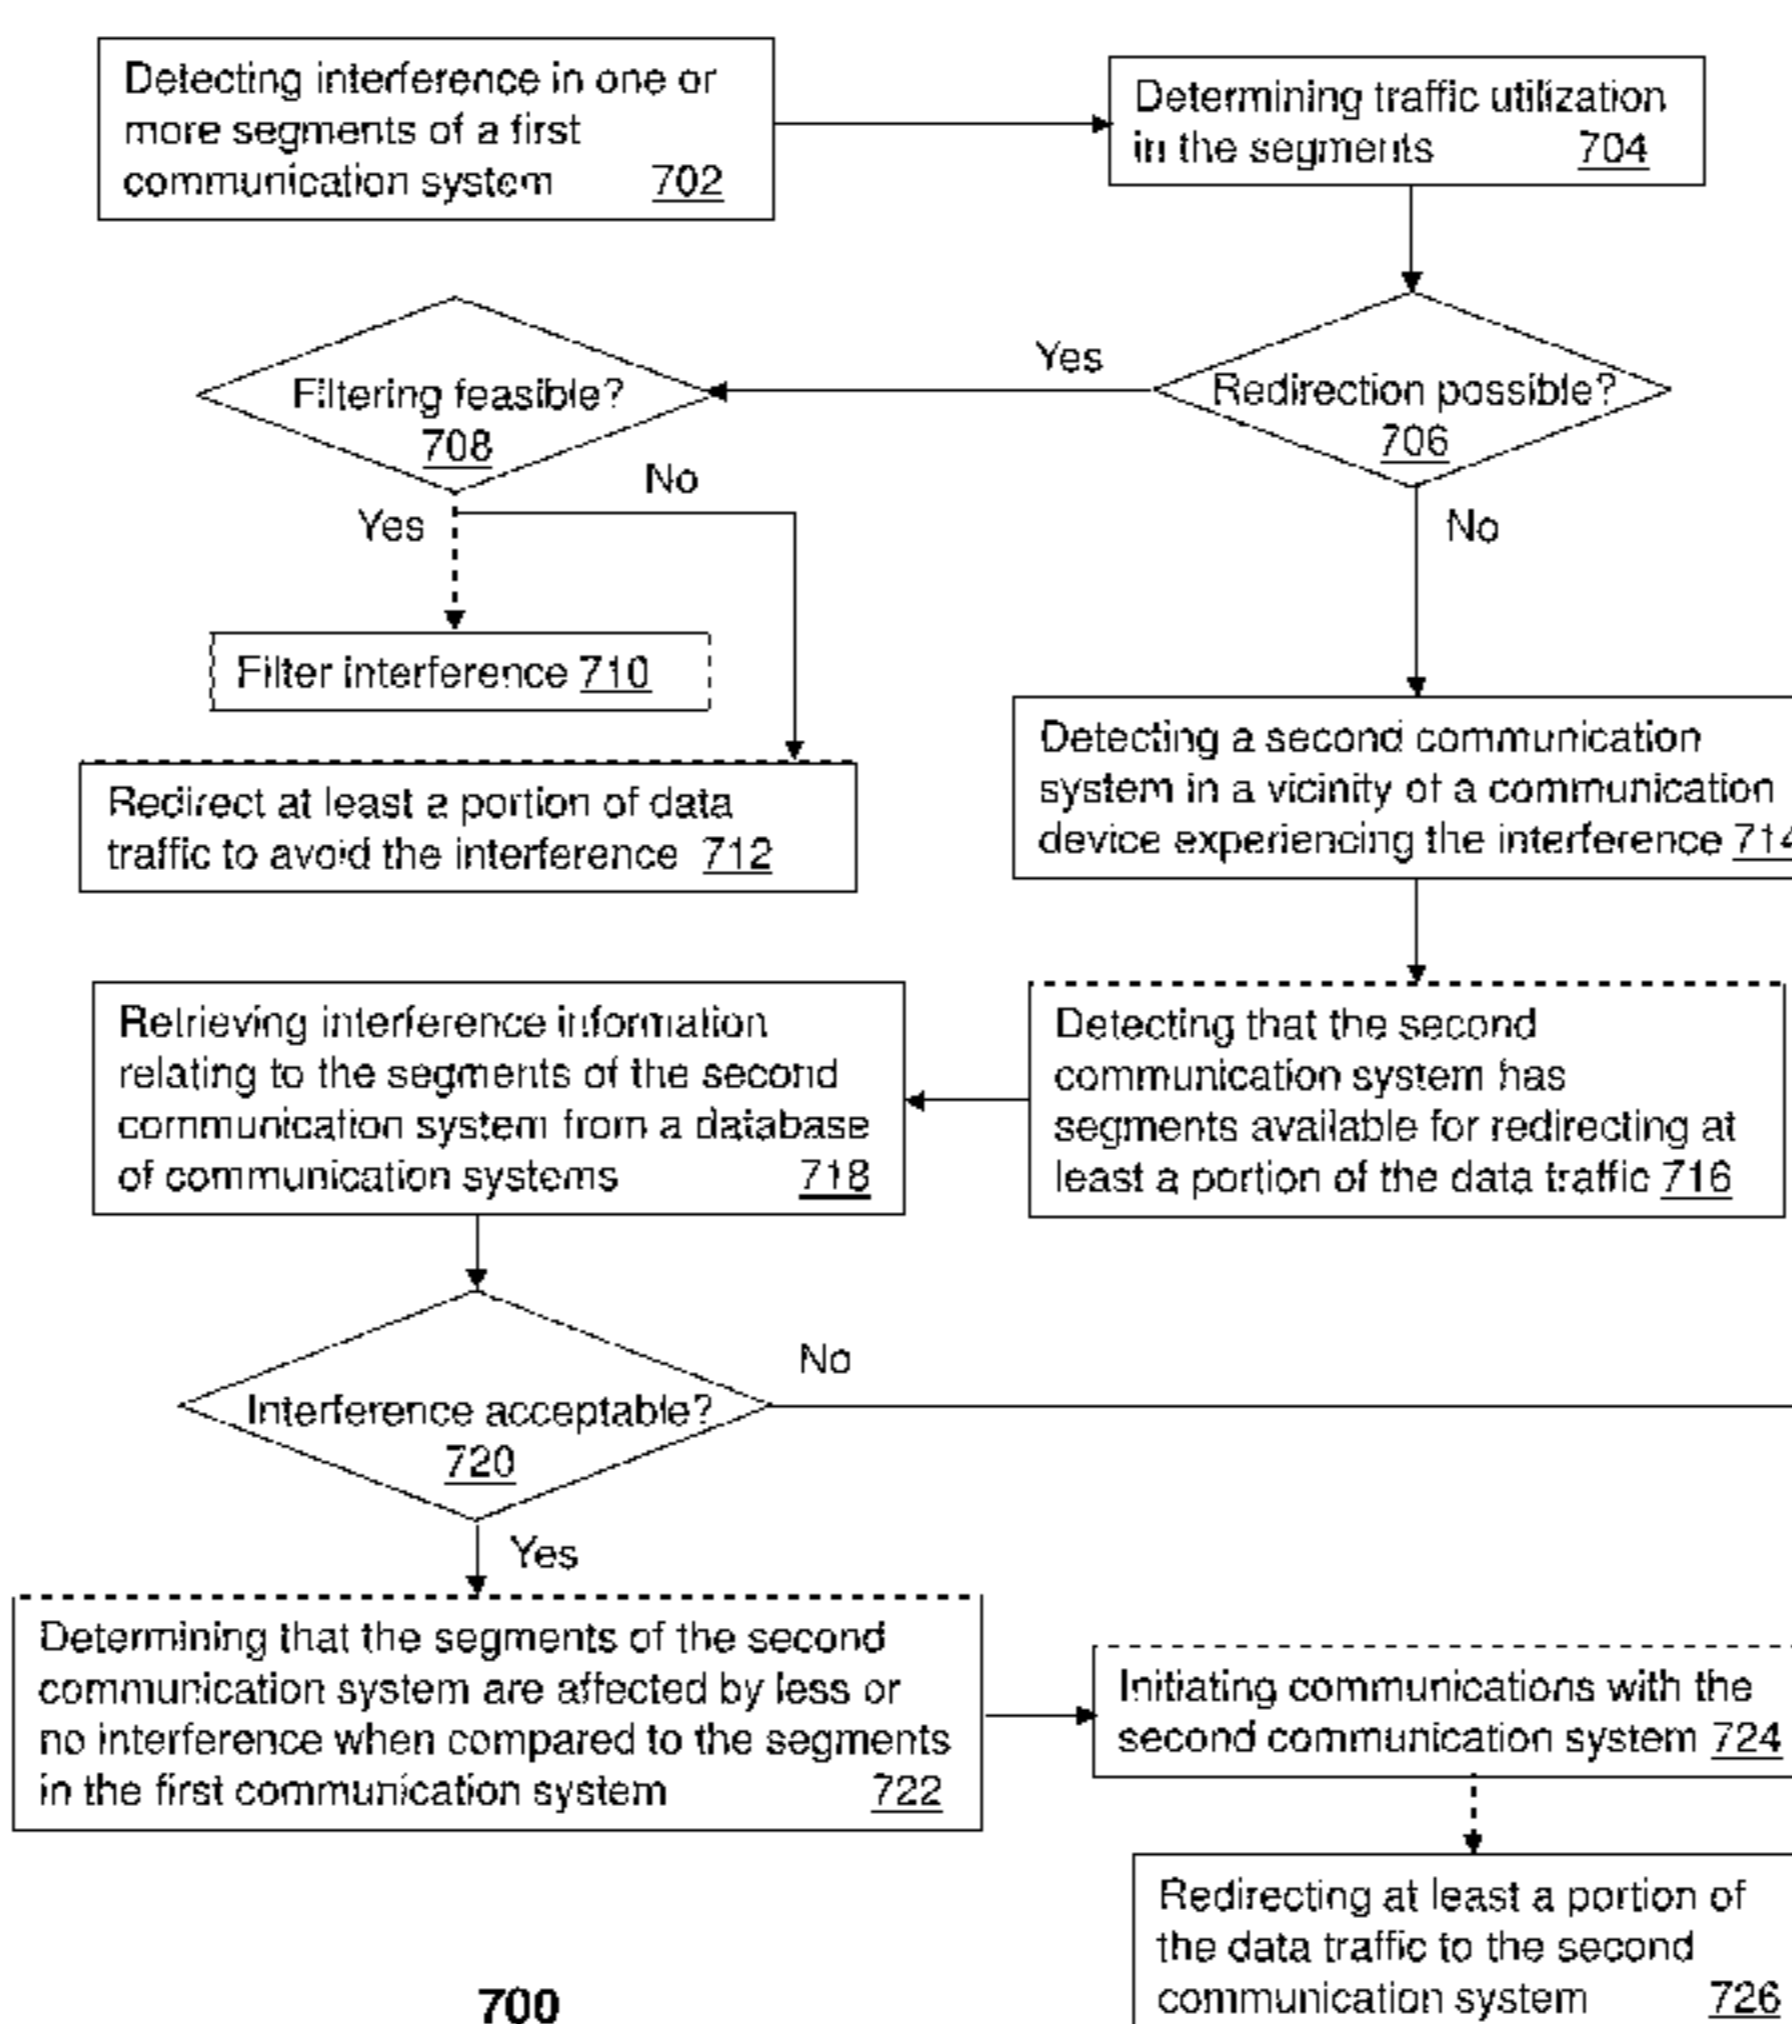 Detecting interference in one or
more segments of a first
communication system 702
Determining traffic utilization
in the segments 704
Redirection possible?
706
Yes
No
Filtering feasible?
708
Yes
No
Filter interference 710
Redirect at least a portion of data
traffic to avoid the interference 712
Detecting a second communication
system in a vicinity of a communication
device experiencing the interference 714
Detecting that the second
communication system has
segments available for redirecting at
least a portion of the data traffic 716
Retrieving interference information
relating to the segments of the second
communication system from a database
of communication systems 718
Interference acceptable?
720
No
Yes
Determining that the segments of the second
communication system are affected by less or
no interference when compared to the segments
in the first communication system 722
Initiating communications with the
second communication system 724
Redirecting at least a portion of
the data traffic to the second
communication system 726
700